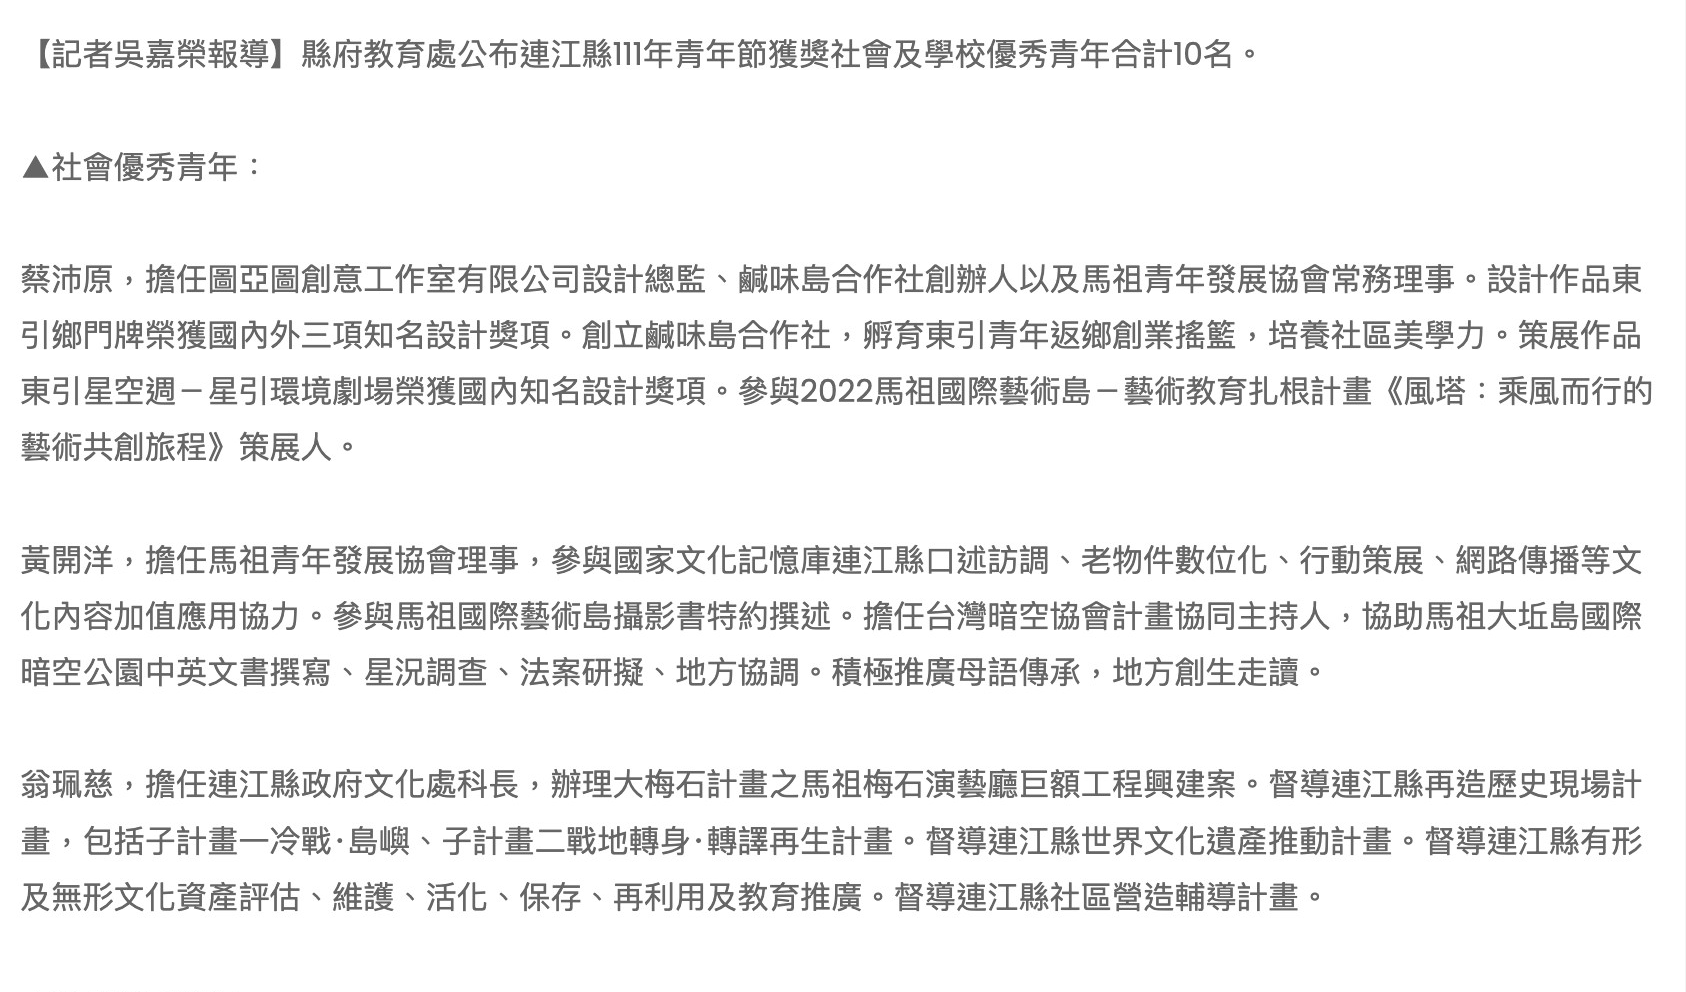 【記者吳嘉榮報導】縣府教育處公布連江縣111年青年節獲獎社會及學校優秀青年合計10名。
▲社會優秀青年：
蔡沛原，擔任圖亞圖創意工作室有限公司設計總監、鹹味島合作社創辦人以及馬祖青年發展協會常務理事。設計作品東
引鄉門牌榮獲國內外三項知名設計獎項。創立鹹味島合作社，孵育東引青年返鄉創業搖籃，培養社區美學力。策展作品
東引星空週－星引環境劇場榮獲國內知名設計獎項。參與2022馬祖國際藝術島－藝術教育扎根計畫《風塔：乘風而行的
藝術共創旅程》策展人。
黃開洋，擔任馬祖青年發展協會理事，參與國家文化記憶庫連江縣口述訪調、老物件數位化、行動策展、網路傳播等文
化內容加值應用協力。參與馬祖國際藝術島攝影書特約撰述。擔任台灣暗空協會計畫協同主持人，協助馬祖大坵島國際
暗空公園中英文書撰寫、星況調查、法案研擬、地方協調。積極推廣母語傳承，地方創生走讀。
翁珮慈，擔任連江縣政府文化處科長，辦理大梅石計畫之馬祖梅石演藝廳巨額工程興建案。督導連江縣再造歷史現場計
畫，包括子計畫一冷戰·島嶼、子計畫二戰地轉身·轉譯再生計畫。督導連江縣世界文化遺產推動計畫。督導連江縣有形
及無形文化資產評估、維護、活化、保存、再利用及教育推廣。督導連江縣社區營造輔導計畫。